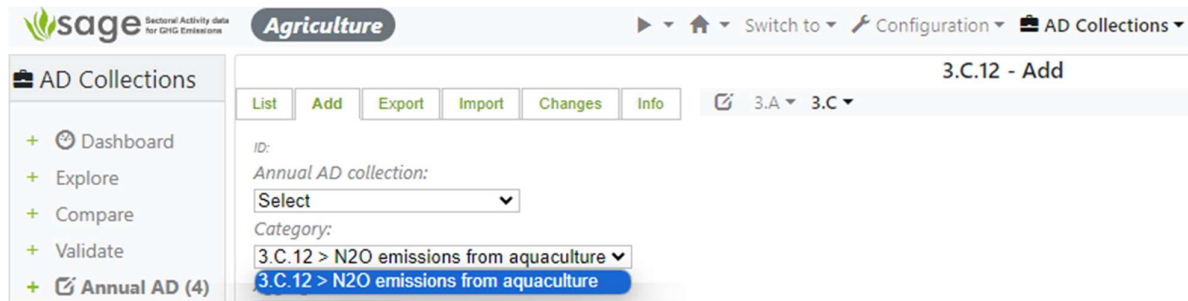 sage Sectoral Activity data
for GHG Emissions
Agriculture
Switch to
Configuration
AD Collections
AD Collections
3.C.12 - Add
List
Add
Export
Import
Changes
Info
3.A
3.C
+ Dashboard
+ Explore
+ Compare
+ Validate
+ Annual AD (4)
ID:
Annual AD collection:
Select
Category:
3.C.12 > N2O emissions from aquaculture
3.C.12 > N2O emissions from aquaculture